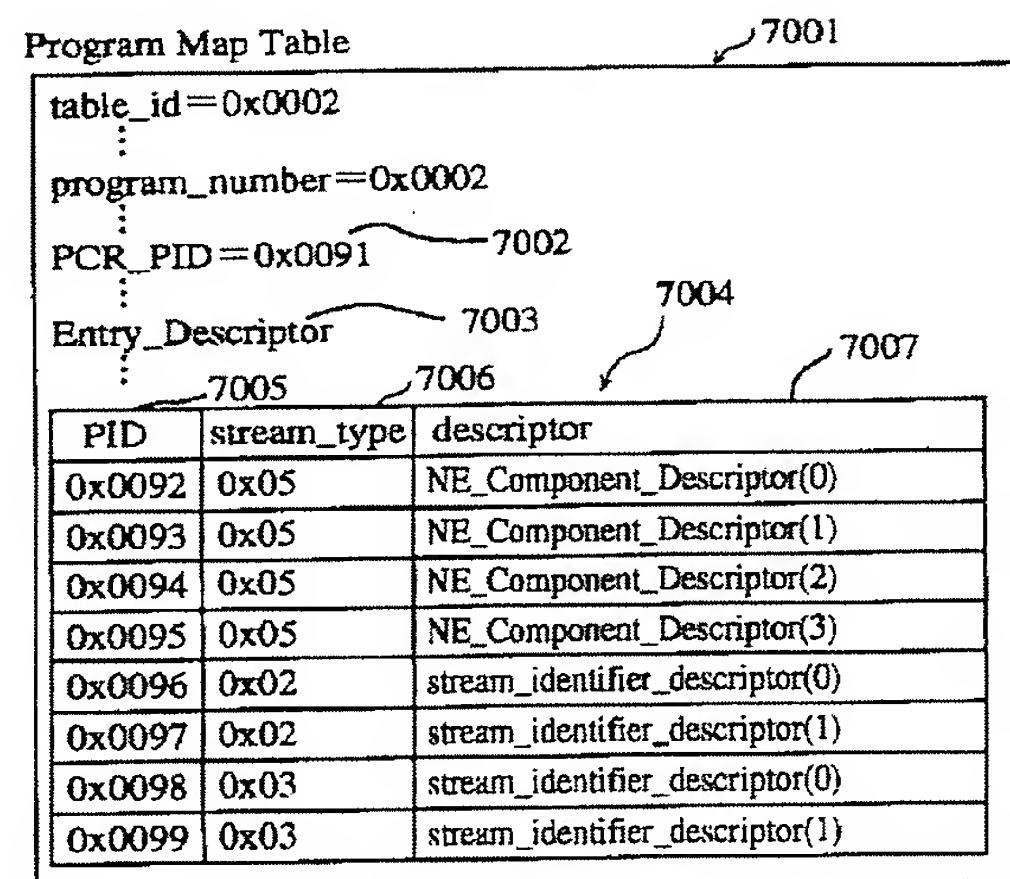 Program Map Table 7001
table_id=0x0002
program_number=0x0002
PCR_PID=0x0091 7002
Entry_Descriptor 7003 7004
7005 7006 7007
PID stream_type descriptor
0x0092 0x05 NE_Component_Descriptor(0)
0x0093 0x05 NE_Component_Descriptor(1)
0x0094 0x05 NE_Component_Descriptor(2)
0x0095 0x05 NE_Component_Descriptor(3)
0x0096 0x02 stream_identifier_descriptor(0)
0x0097 0x02 stream_identifier_descriptor(1)
0x0098 0x03 stream_identifier_descriptor(0)
0x0099 0x03 stream_identifier_descriptor(1)